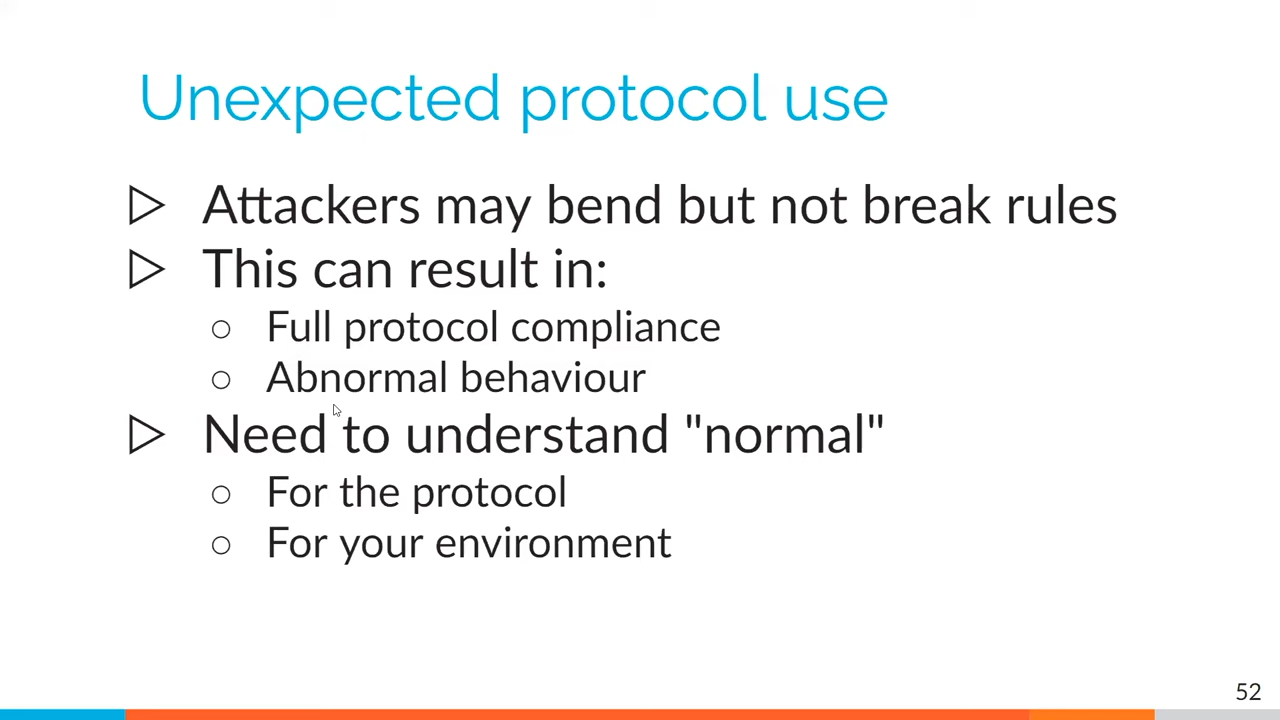 Unexpected protocol use
▷ Attackers may bend but not break rules
▷ This can result in:
○ Full protocol compliance
○ Abnormal behaviour
▷ Need to understand "normal"
○ For the protocol
○ For your environment
52